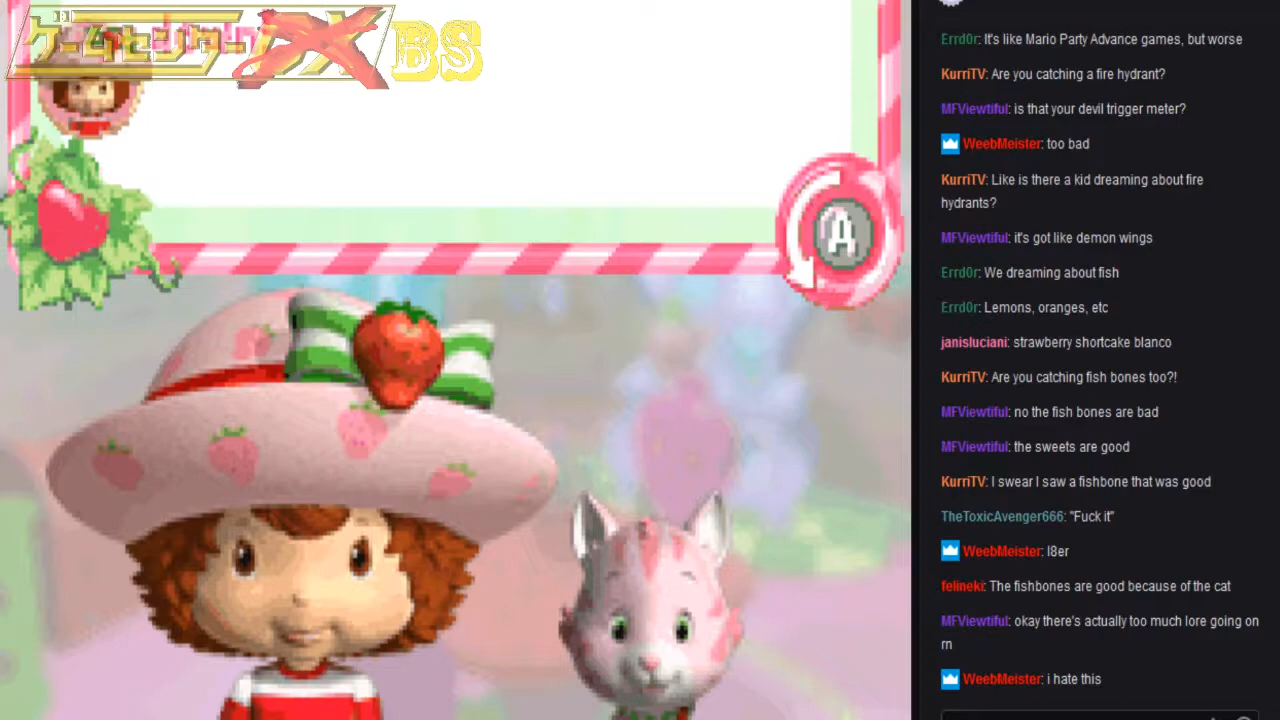 ゲームセンターDX BS
A
Errd0r: It's like Mario Party Advance games, but worse
KurriTV: Are you catching a fire hydrant?
MFViewtiful: is that your devil trigger meter?
WeebMeister: too bad
KurriTV: Like is there a kid dreaming about fire
hydrants?
MFViewtiful: it's got like demon wings
Errd0r: We dreaming about fish
Errd0r: Lemons, oranges, etc
janisluciani: strawberry shortcake blanco
KurriTV: Are you catching fish bones too?!
MFViewtiful: no the fish bones are bad
MFViewtiful: the sweets are good
KurriTV: I swear I saw a fishbone that was good
TheToxicAvenger666: "Fuck it"
WeebMeister: l8er
felineki: The fishbones are good because of the cat
MFViewtiful: okay there's actually too much lore going on
rn
WeebMeister: i hate this